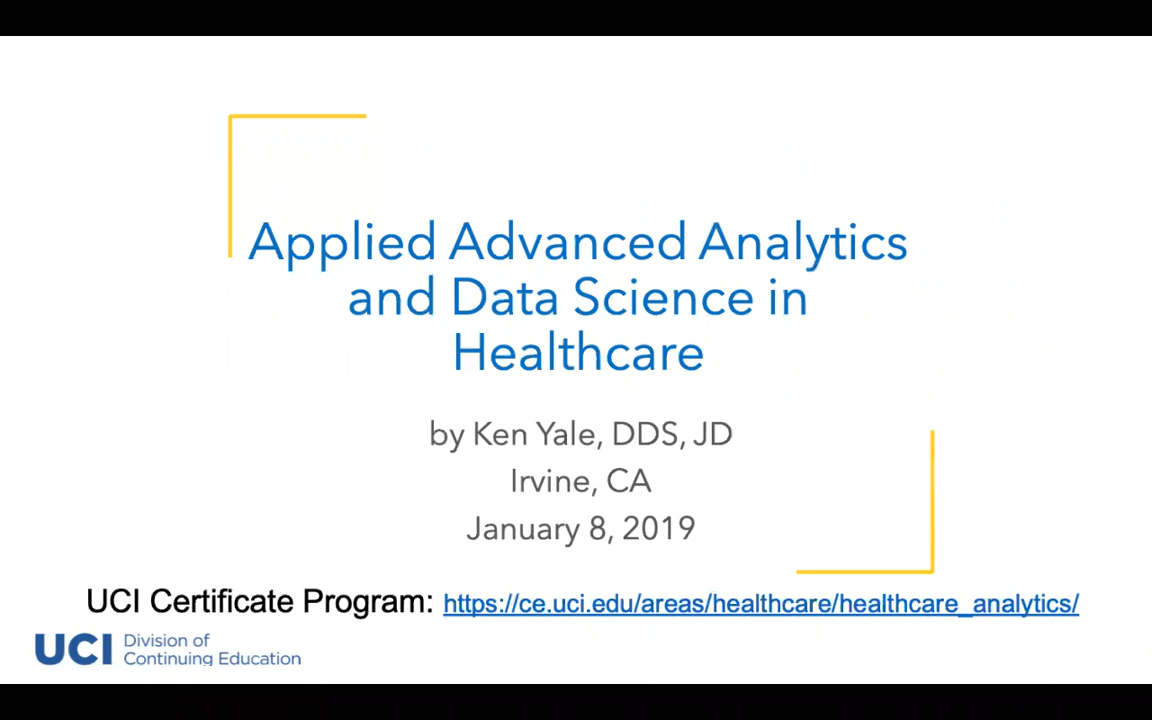 Applied Advanced Analytics
and Data Science in
Healthcare
by Ken Yale, DDS, JD
Irvine, CA
January 8, 2019
UCI Certificate Program: https://ce.uci.edu/areas/healthcare/healthcare_analytics/
UCI Division of
Continuing Education